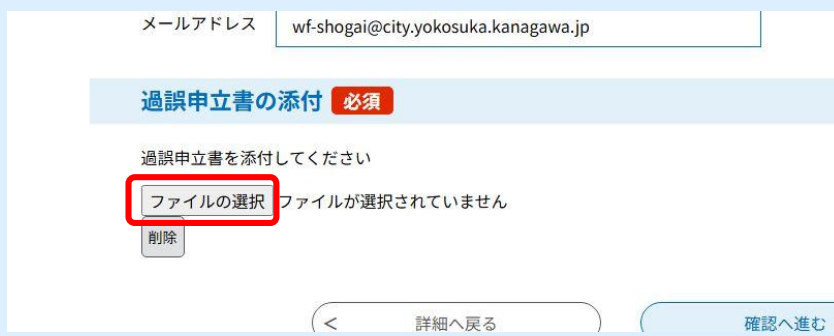 メールアドレス wf-shogai@city.yokosuka.kanagawa.jp
過誤申立書の添付 必須
過誤申立書を添付してください
ファイルの選択 ファイルが選択されていません
削除
< 詳細へ戻る 確認へ進む